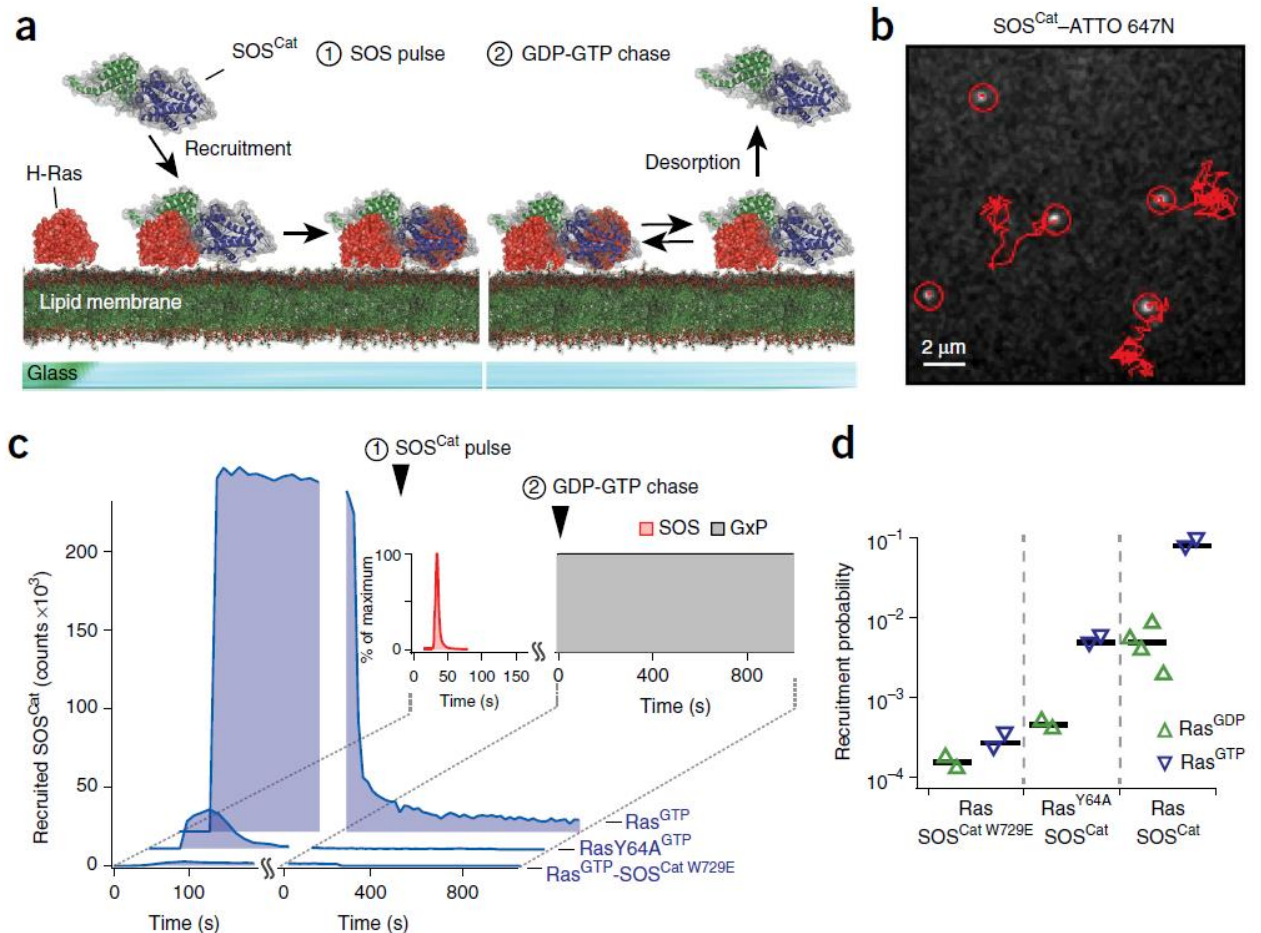 a
SOS^Cat
① SOS pulse
② GDP-GTP chase
Recruitment
Desorption
H-Ras
Lipid membrane
Glass
b
SOS^Cat–ATTO 647N
2 μm
c
① SOS^Cat pulse
② GDP-GTP chase
SOS GxP
Recruited SOS^Cat (counts ×10^3)
200
150
100
50
0
% of maximum
100
0
0 50 100 150
Time (s)
0 400 800
Time (s)
Ras^GTP
RasY64A^GTP
Ras^GTP-SOS^Cat W729E
0 100
Time (s)
0 400 800
Time (s)
d
Recruitment probability
10^-1
10^-2
10^-3
10^-4
Ras^GDP
Ras^GTP
Ras Ras^Y64A Ras
SOS^Cat W729E SOS^Cat SOS^Cat